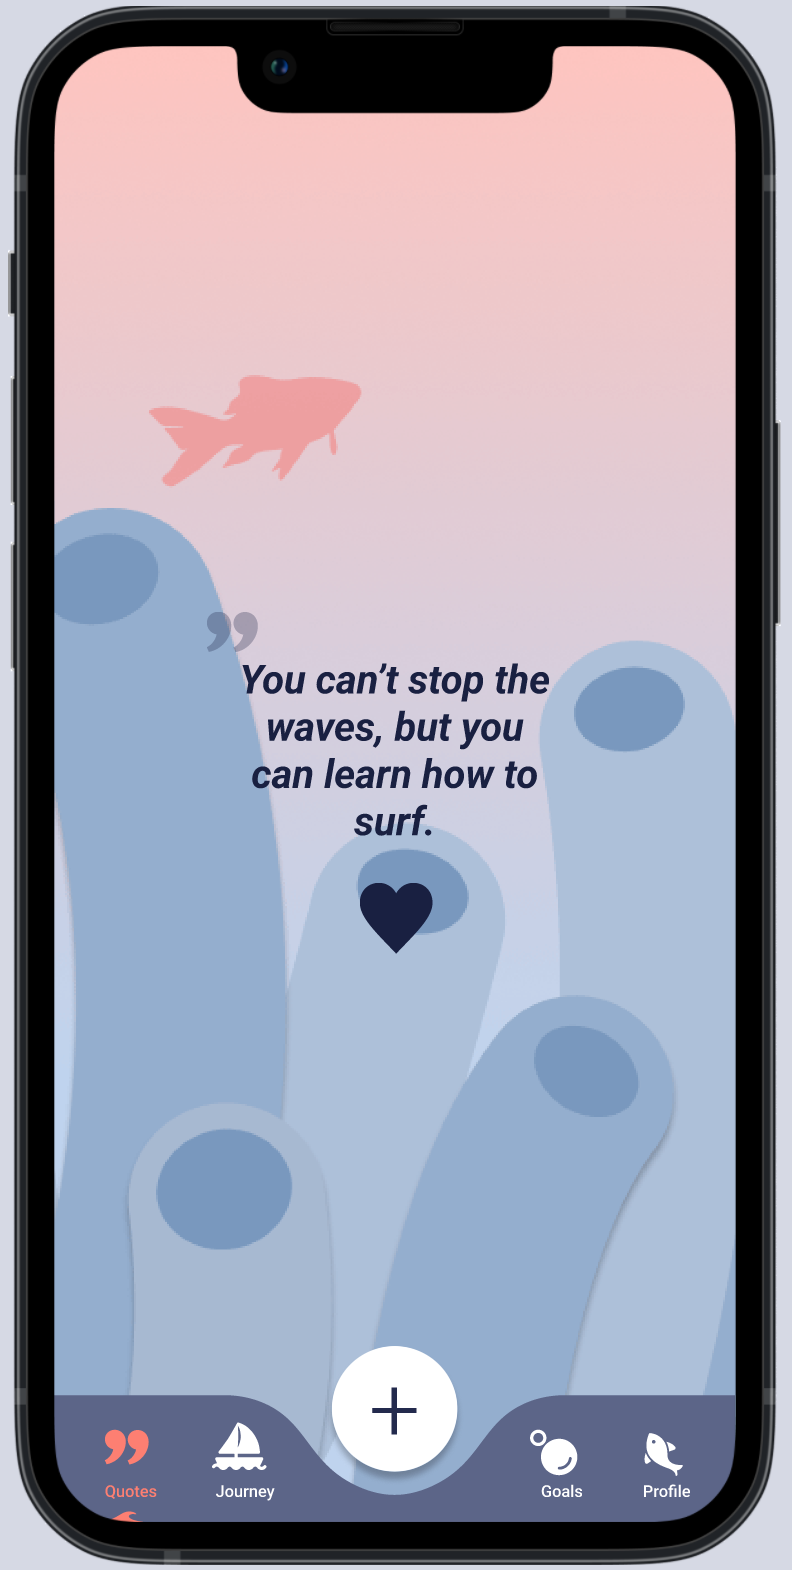 ”
You can’t stop the
waves, but you
can learn how to
surf.
Quotes
Journey
Goals
Profile